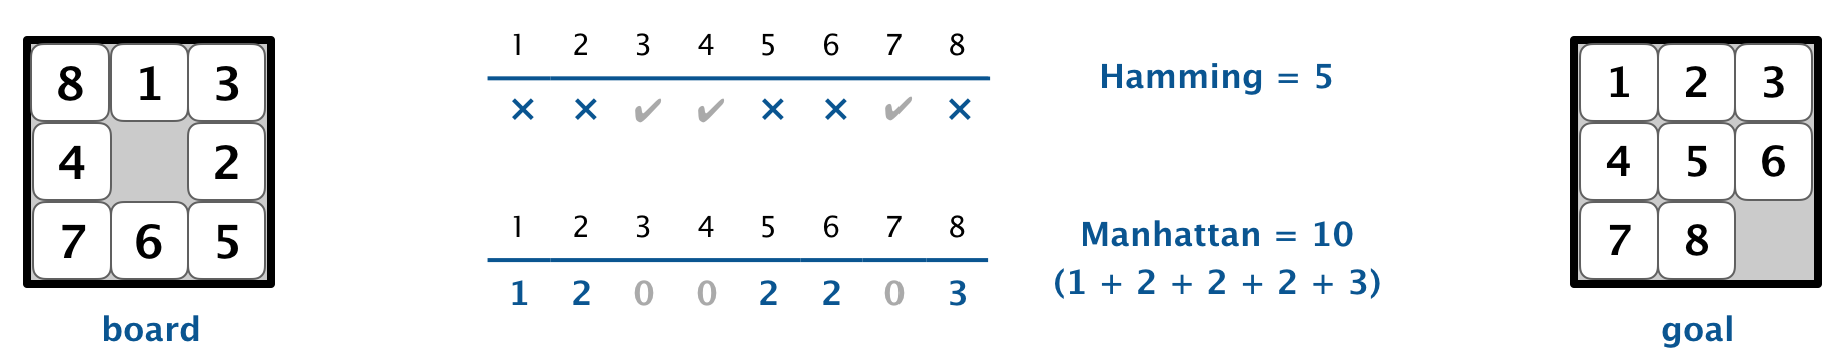 8 1 3
4 2
7 6 5
board
1 2 3 4 5 6 7 8
✕ ✕ ✓ ✓ ✕ ✕ ✓ ✕
Hamming = 5
1 2 3 4 5 6 7 8
1 2 0 0 2 2 0 3
Manhattan = 10
(1 + 2 + 2 + 2 + 3)
1 2 3
4 5 6
7 8
goal